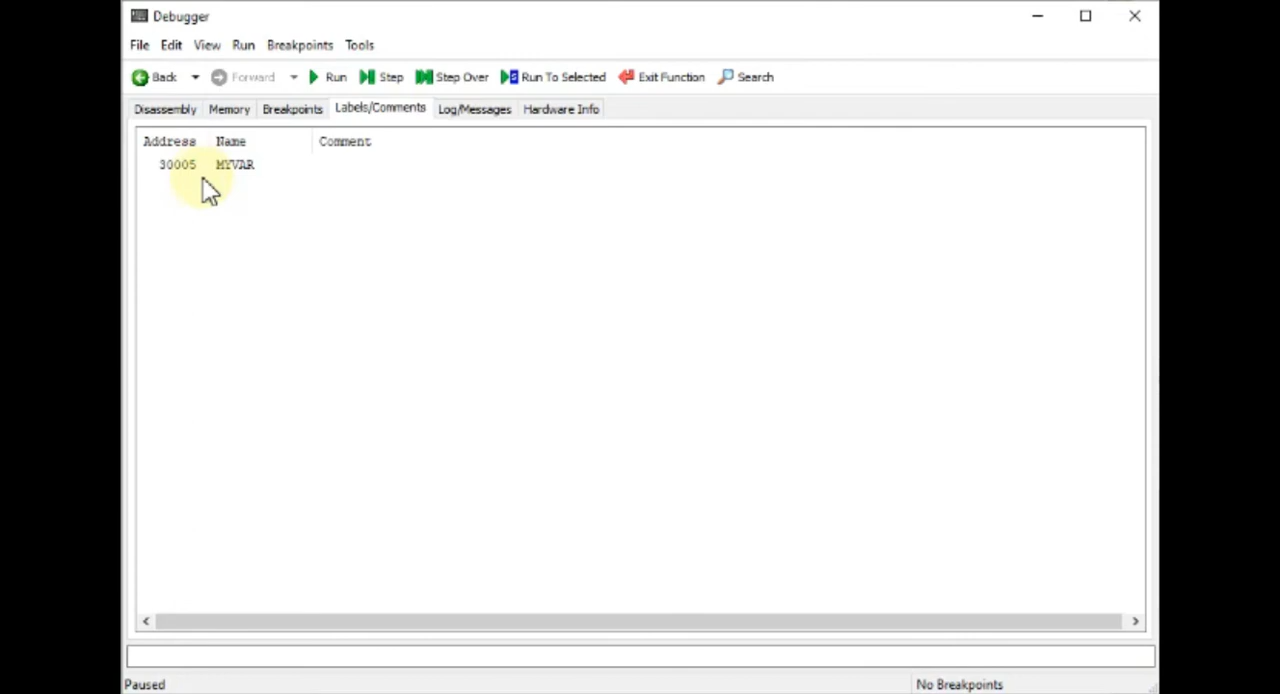 Debugger
File Edit View Run Breakpoints Tools
Back Forward Run Step Step Over Run To Selected Exit Function Search
Disassembly Memory Breakpoints Labels/Comments Log/Messages Hardware Info
Address Name Comment
30005 MYVAR
Paused No Breakpoints